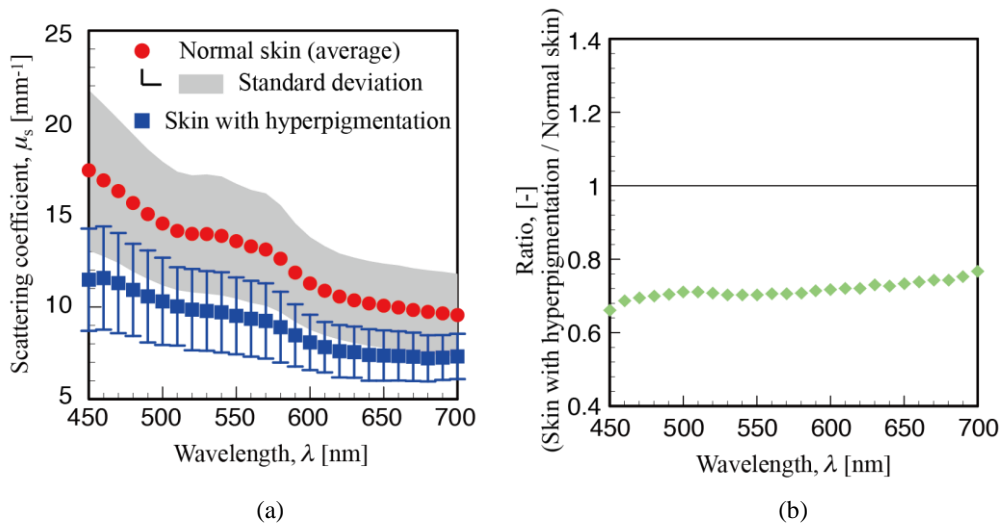 25
20
15
10
5
Scattering coefficient, μs [mm-1]
Normal skin (average)
Standard deviation
Skin with hyperpigmentation
450 500 550 600 650 700
Wavelength, λ [nm]
(a)
1.4
1.2
1
0.8
0.6
0.4
Ratio, [-]
(Skin with hyperpigmentation / Normal skin)
450 500 550 600 650 700
Wavelength, λ [nm]
(b)